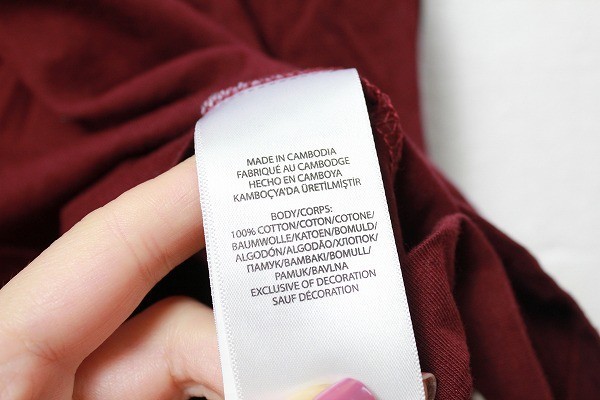 MADE IN CAMBODIA
FABRIQUÉ AU CAMBODGE
HECHO EN CAMBOYA
KAMBOÇYA'DA ÜRETİLMİŞTİR
BODY/CORPS:
100% COTTON/COTON/COTONE/
BAUMWOLLE/KATOEN/BOMULD/
ALGODÓN/ALGODÃO/ХЛОПОК/
ΠΑΜΥΚ/BAMBAKI/BOMULL/
PAMUK/BAVLNA
EXCLUSIVE OF DECORATION
SAUF DÉCORATION